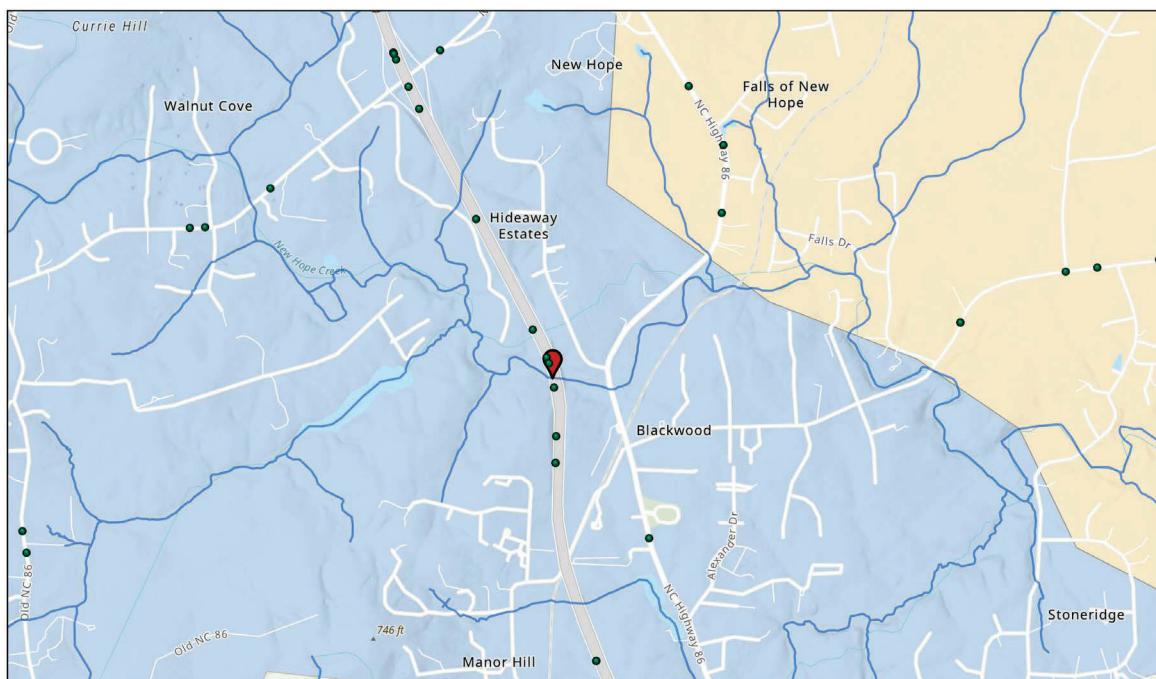 Currie Hill
New Hope
Walnut Cove
Falls of New
Hope
NC Highway 86
Hideaway
Estates
Falls Dr
New Hope Creek
Blackwood
Alexander Dr
Old NC 86
NC Highway 86
Stoneridge
746 ft
Old NC 86
Manor Hill